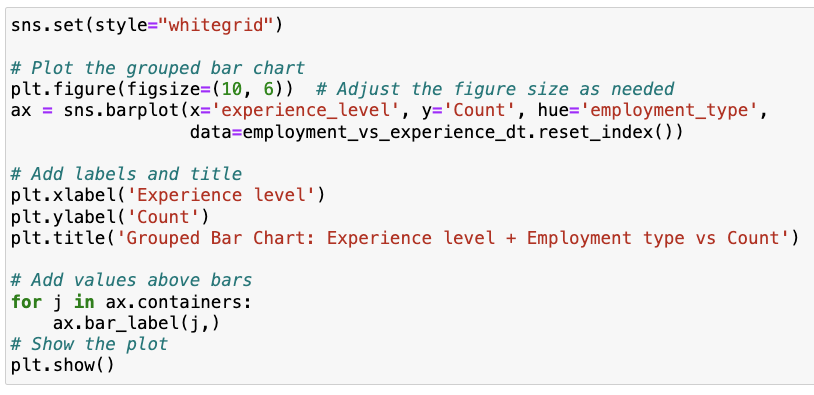 sns.set(style="whitegrid")

# Plot the grouped bar chart
plt.figure(figsize=(10, 6))  # Adjust the figure size as needed
ax = sns.barplot(x='experience_level', y='Count', hue='employment_type',
                 data=employment_vs_experience_dt.reset_index())

# Add labels and title
plt.xlabel('Experience level')
plt.ylabel('Count')
plt.title('Grouped Bar Chart: Experience level + Employment type vs Count')

# Add values above bars
for j in ax.containers:
    ax.bar_label(j,)
# Show the plot
plt.show()